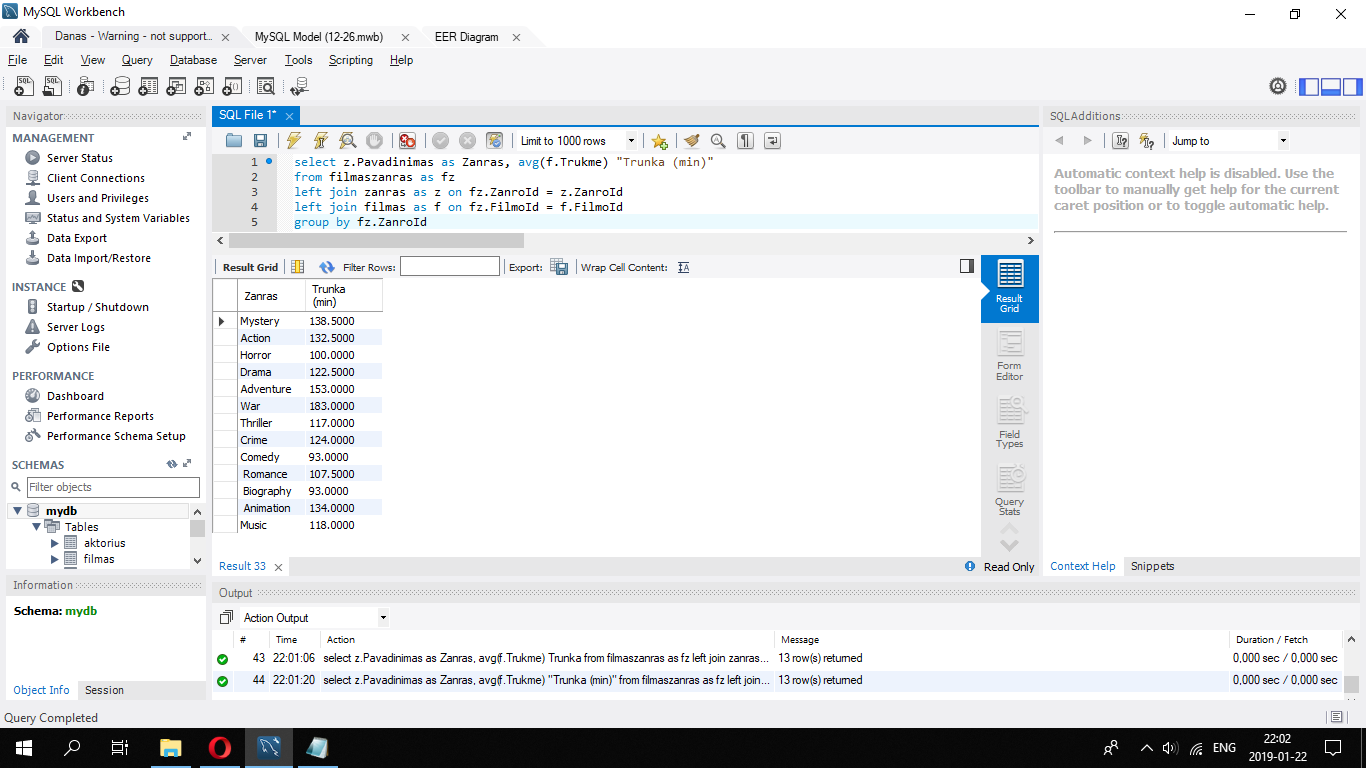 MySQL Workbench
Danas - Warning - not support... MySQL Model (12-26.mwb) EER Diagram
File Edit View Query Database Server Tools Scripting Help
Navigator
MANAGEMENT
Server Status
Client Connections
Users and Privileges
Status and System Variables
Data Export
Data Import/Restore
INSTANCE
Startup / Shutdown
Server Logs
Options File
PERFORMANCE
Dashboard
Performance Reports
Performance Schema Setup
SCHEMAS
Filter objects
mydb
Tables
aktorius
filmas
Information
Schema: mydb
Object Info Session
SQL File 1*
Limit to 1000 rows
1 select z.Pavadinimas as Zanras, avg(f.Trukme) "Trunka (min)"
2 from filmaszanras as fz
3 left join zanras as z on fz.ZanroId = z.ZanroId
4 left join filmas as f on fz.FilmoId = f.FilmoId
5 group by fz.ZanroId
Result Grid Filter Rows: Export: Wrap Cell Content:
Zanras Trunka (min)
Mystery 138.5000
Action 132.5000
Horror 100.0000
Drama 122.5000
Adventure 153.0000
War 183.0000
Thriller 117.0000
Crime 124.0000
Comedy 93.0000
Romance 107.5000
Biography 93.0000
Animation 134.0000
Music 118.0000
Result Grid
Form Editor
Field Types
Query Stats
Result 33
Read Only
SQLAdditions
Jump to
Automatic context help is disabled. Use the
toolbar to manually get help for the current
caret position or to toggle automatic help.
Context Help Snippets
Output
Action Output
# Time Action Message Duration / Fetch
43 22:01:06 select z.Pavadinimas as Zanras, avg(f.Trukme) Trunka from filmaszanras as fz left join zanras... 13 row(s) returned 0,000 sec / 0,000 sec
44 22:01:20 select z.Pavadinimas as Zanras, avg(f.Trukme) "Trunka (min)" from filmaszanras as fz left join... 13 row(s) returned 0,000 sec / 0,000 sec
Query Completed
ENG
22:02
2019-01-22